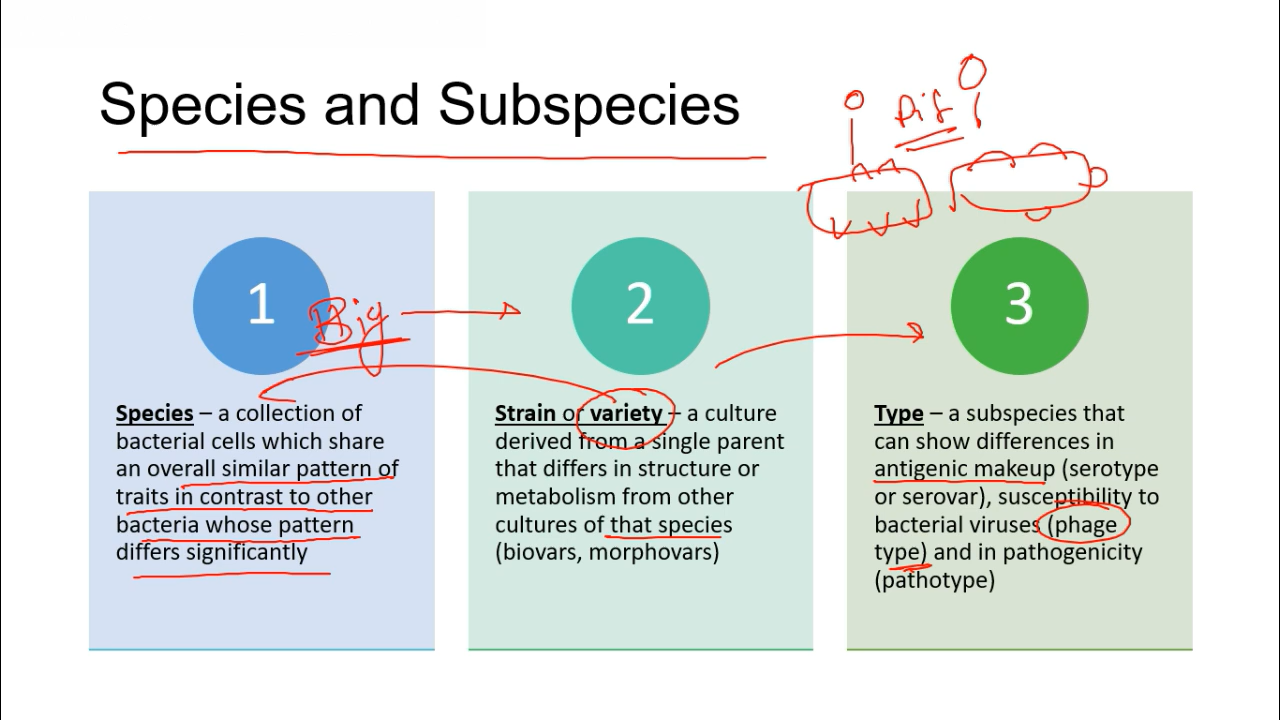 Species and Subspecies
Dif
1
Big
2
3
Species – a collection of
bacterial cells which share
an overall similar pattern of
traits in contrast to other
bacteria whose pattern
differs significantly
Strain or variety – a culture
derived from a single parent
that differs in structure or
metabolism from other
cultures of that species
(biovars, morphovars)
Type – a subspecies that
can show differences in
antigenic makeup (serotype
or serovar), susceptibility to
bacterial viruses (phage
type) and in pathogenicity
(pathotype)